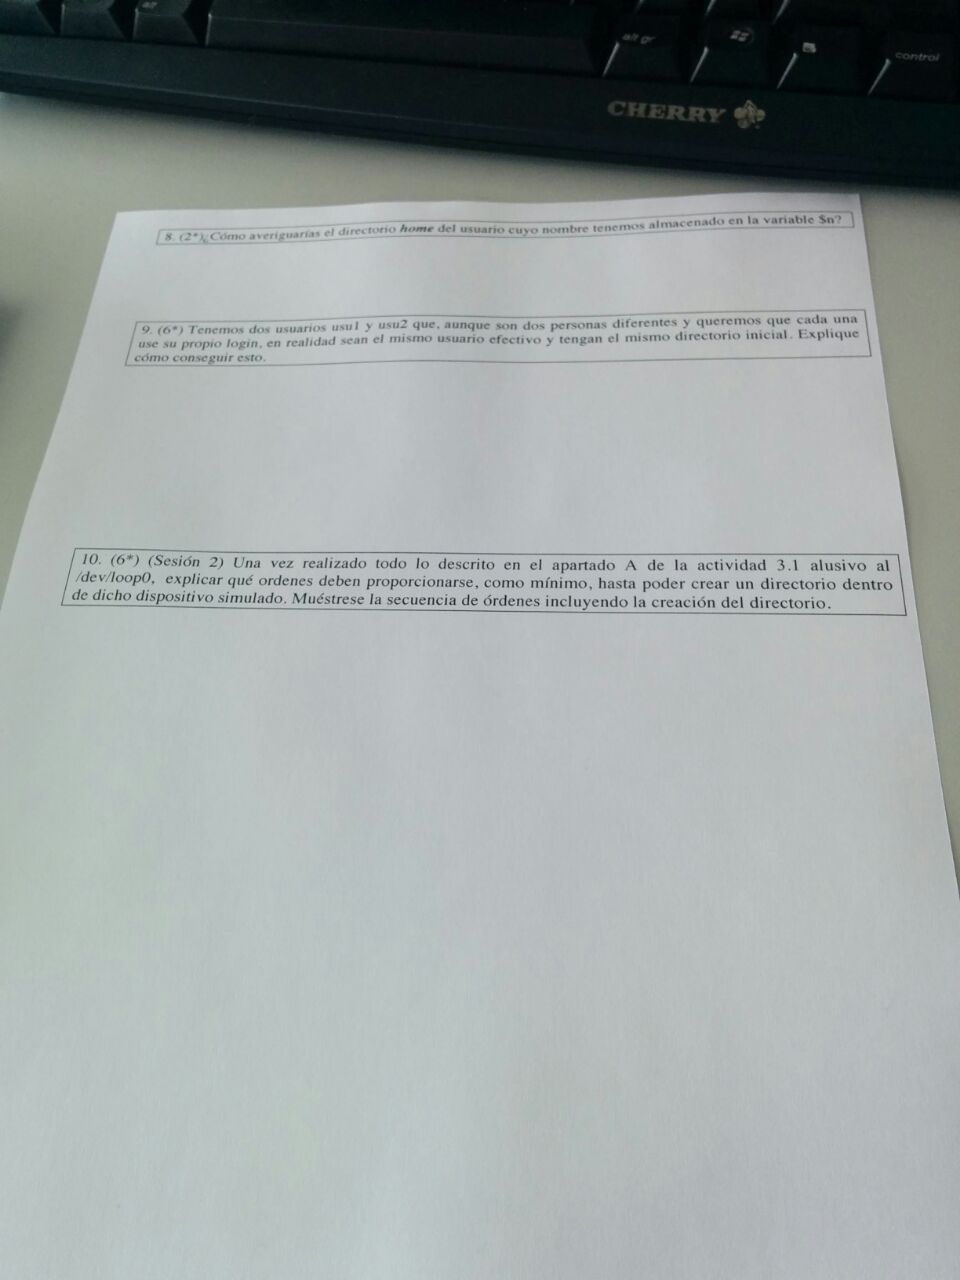 alt
alt gr
control
CHERRY
8. (2*)¿Cómo averiguarías el directorio home del usuario cuyo nombre tenemos almacenado en la variable $n?
9. (6*) Tenemos dos usuarios usu1 y usu2 que, aunque son dos personas diferentes y queremos que cada una
use su propio login, en realidad sean el mismo usuario efectivo y tengan el mismo directorio inicial. Explique
cómo conseguir esto.
10. (6*) (Sesión 2) Una vez realizado todo lo descrito en el apartado A de la actividad 3.1 alusivo al
/dev/loop0, explicar qué ordenes deben proporcionarse, como mínimo, hasta poder crear un directorio dentro
de dicho dispositivo simulado. Muéstrese la secuencia de órdenes incluyendo la creación del directorio.